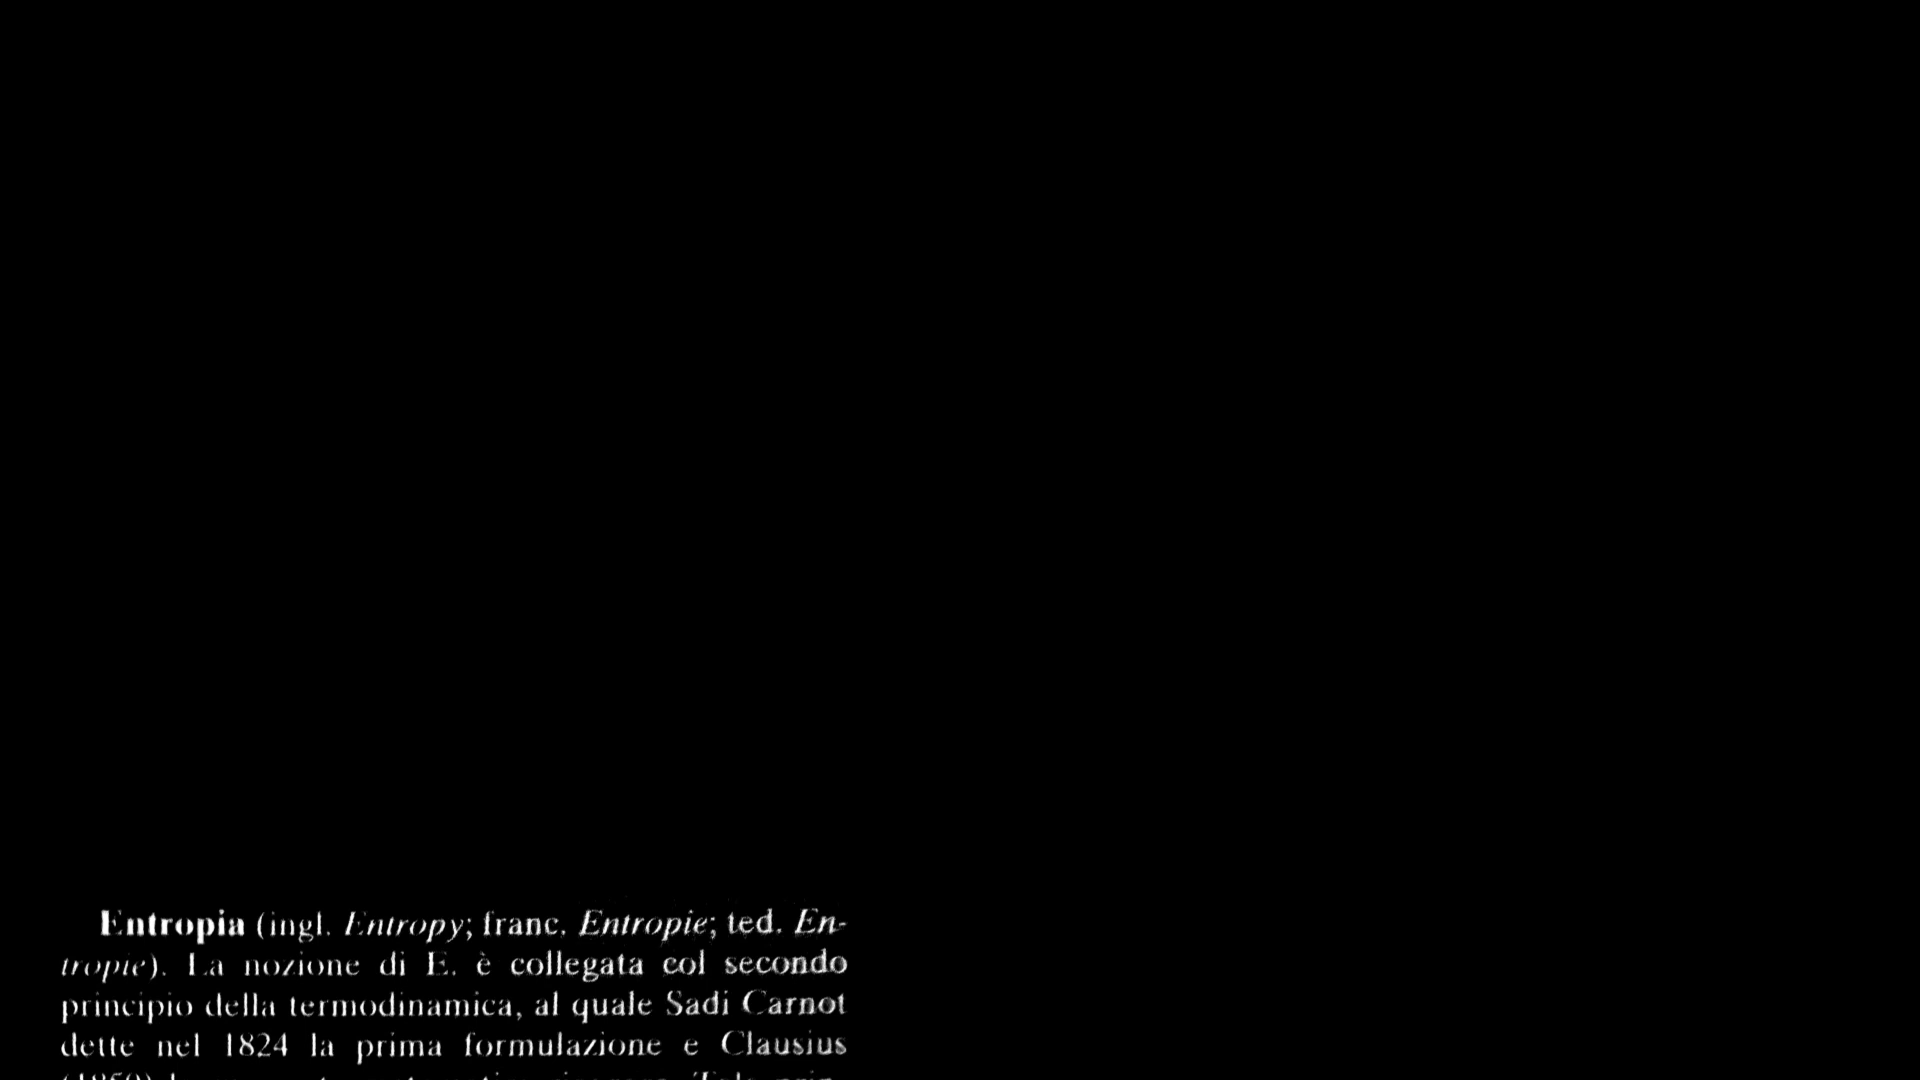 Entropia (ingl. Entropy; franc. Entropie; ted. En-
tropie). La nozione di E. è collegata col secondo
principio della termodinamica, al quale Sadi Carnot
dette nel 1824 la prima formulazione e Clausius